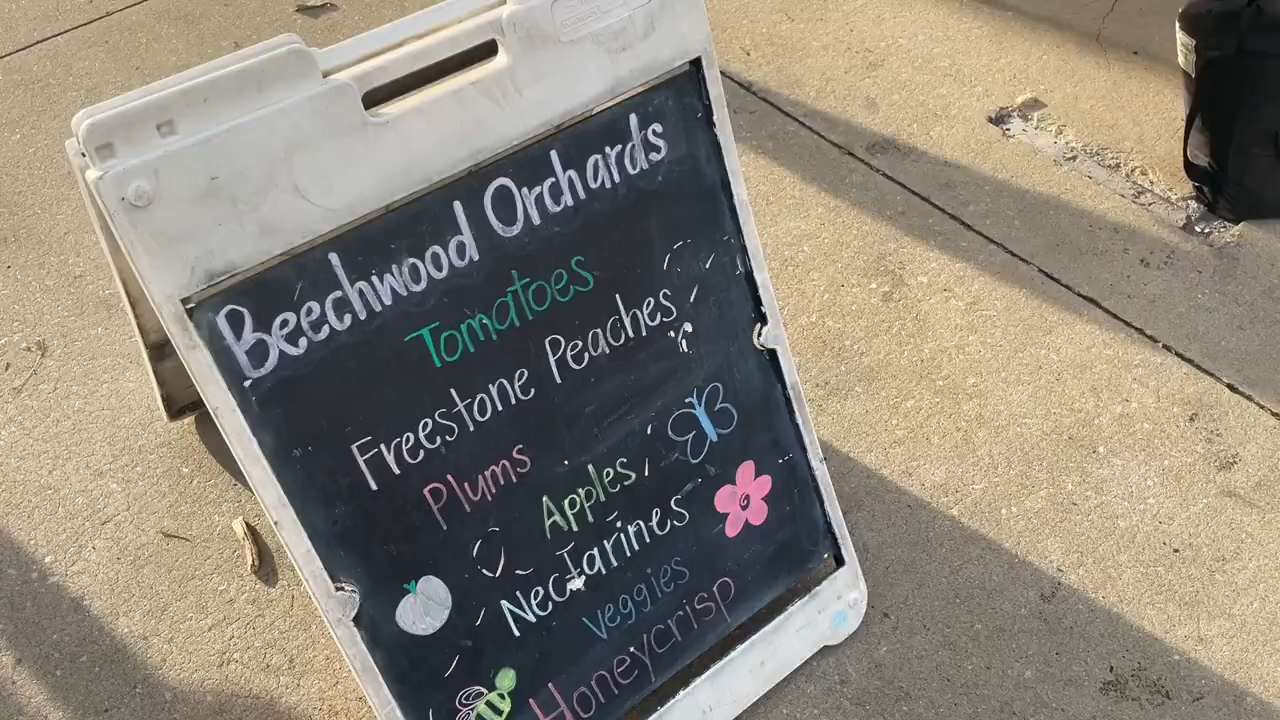 Beechwood Orchards
Tomatoes
Freestone Peaches
Plums
Apples
Nectarines
veggies
Honeycrisp